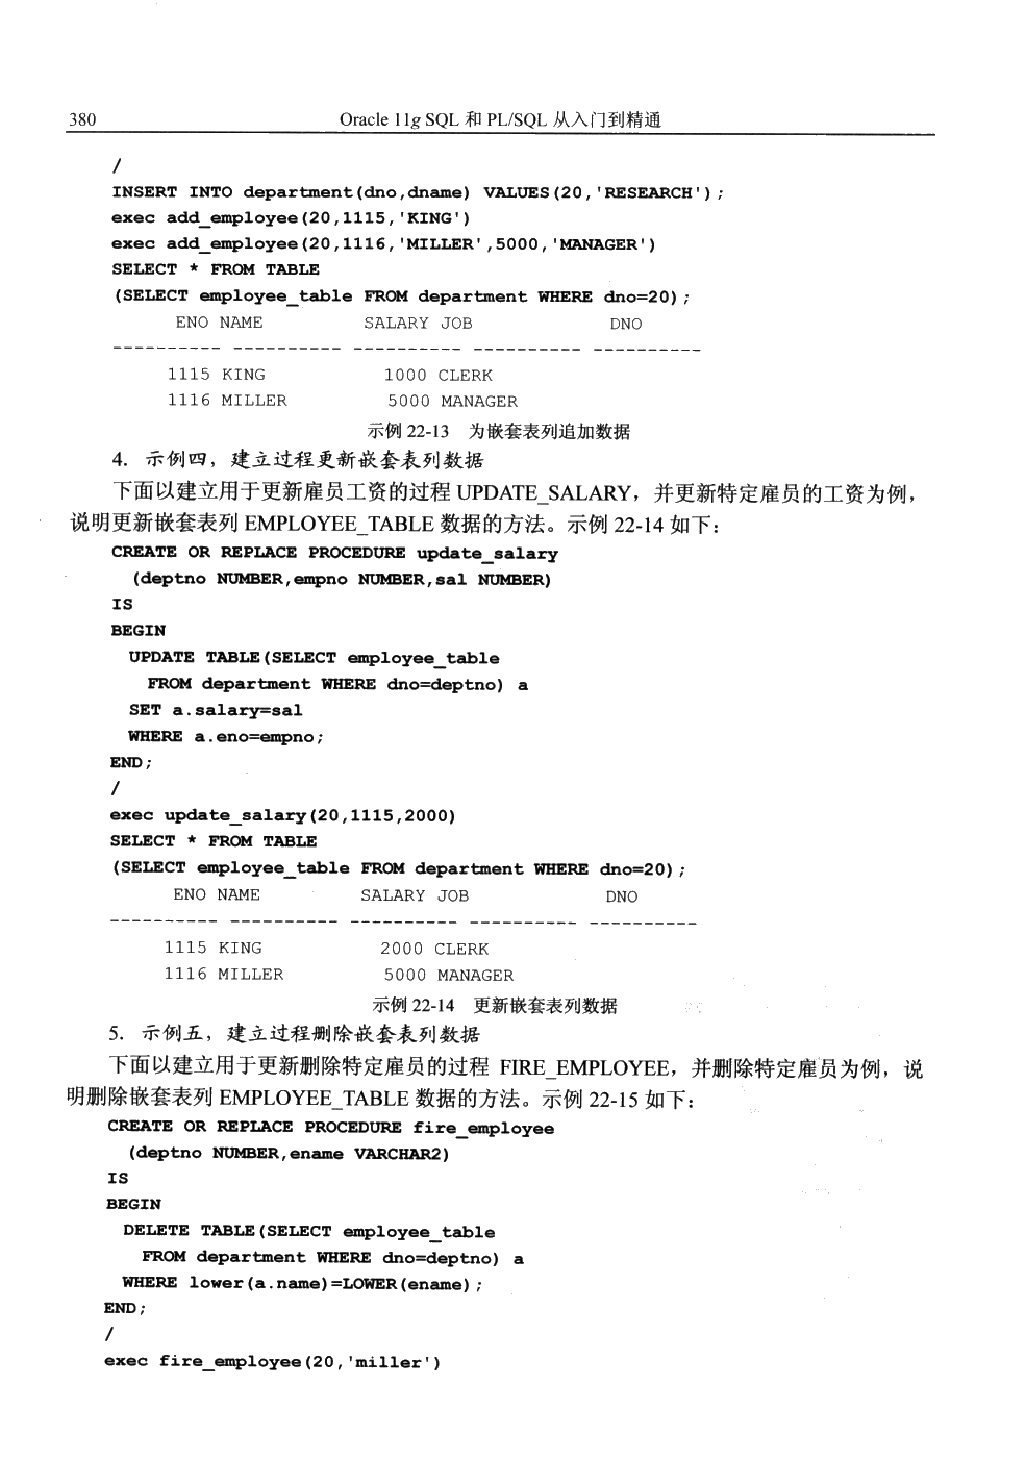 380 Oracle 11g SQL 和 PL/SQL 从入门到精通
/
INSERT INTO department(dno,dname) VALUES(20,'RESEARCH');
exec add_employee(20,1115,'KING')
exec add_employee(20,1116,'MILLER',5000,'MANAGER')
SELECT * FROM TABLE
(SELECT employee_table FROM department WHERE dno=20);
ENO NAME SALARY JOB DNO
---------- ---------- ---------- ---------- ----------
1115 KING 1000 CLERK
1116 MILLER 5000 MANAGER
示例 22-13 为嵌套表列追加数据
4. 示例四，建立过程更新嵌套表列数据
下面以建立用于更新雇员工资的过程 UPDATE_SALARY，并更新特定雇员的工资为例，
说明更新嵌套表列 EMPLOYEE_TABLE 数据的方法。示例 22-14 如下：
CREATE OR REPLACE PROCEDURE update_salary
(deptno NUMBER,empno NUMBER,sal NUMBER)
IS
BEGIN
UPDATE TABLE(SELECT employee_table
FROM department WHERE dno=deptno) a
SET a.salary=sal
WHERE a.eno=empno;
END;
/
exec update_salary(20,1115,2000)
SELECT * FROM TABLE
(SELECT employee_table FROM department WHERE dno=20);
ENO NAME SALARY JOB DNO
---------- ---------- ---------- ---------- ----------
1115 KING 2000 CLERK
1116 MILLER 5000 MANAGER
示例 22-14 更新嵌套表列数据
5. 示例五，建立过程删除嵌套表列数据
下面以建立用于更新删除特定雇员的过程 FIRE_EMPLOYEE，并删除特定雇员为例，说
明删除嵌套表列 EMPLOYEE_TABLE 数据的方法。示例 22-15 如下：
CREATE OR REPLACE PROCEDURE fire_employee
(deptno NUMBER,ename VARCHAR2)
IS
BEGIN
DELETE TABLE(SELECT employee_table
FROM department WHERE dno=deptno) a
WHERE lower(a.name)=LOWER(ename);
END;
/
exec fire_employee(20,'miller')